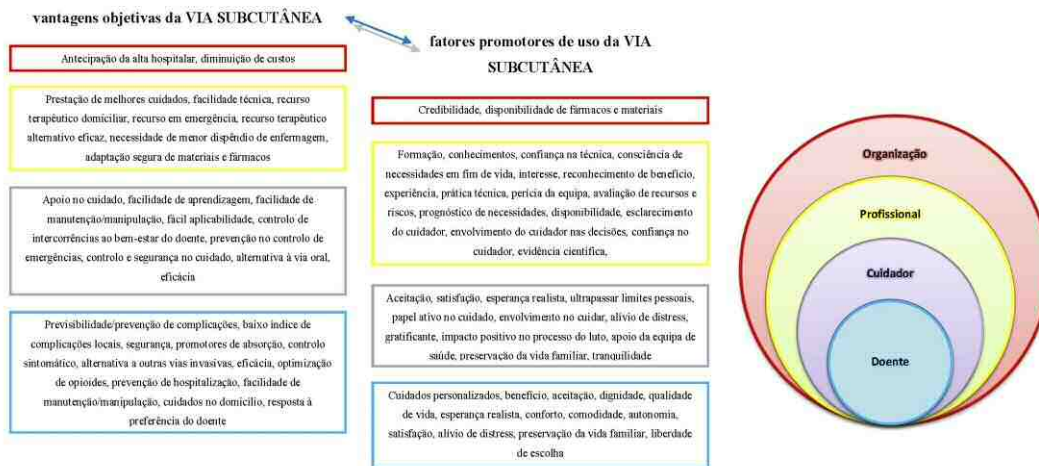 vantagens objetivas da VIA SUBCUTÂNEA
Antecipação da alta hospitalar, diminuição de custos
Prestação de melhores cuidados, facilidade técnica, recurso
terapêutico domiciliar, recurso em emergência, recurso terapêutico
alternativo eficaz, necessidade de menor dispêndio de enfermagem,
adaptação segura de materiais e fármacos
Apoio no cuidado, facilidade de aprendizagem, facilidade de
manutenção/manipulação, fácil aplicabilidade, controlo de
intercorrências ao bem-estar do doente, prevenção no controlo de
emergências, controlo e segurança no cuidado, alternativa à via oral,
eficácia
Previsibilidade/prevenção de complicações, baixo índice de
complicações locais, segurança, promotores de absorção, controlo
sintomático, alternativa a outras vias invasivas, eficácia, optimização
de opioides, prevenção de hospitalização, facilidade de
manutenção/manipulação, cuidados no domicílio, resposta à
preferência do doente
fatores promotores de uso da VIA
SUBCUTÂNEA
Credibilidade, disponibilidade de fármacos e materiais
Formação, conhecimentos, confiança na técnica, consciência de
necessidades em fim de vida, interesse, reconhecimento de benefício,
experiência, prática técnica, perícia da equipa, avaliação de recursos e
riscos, prognóstico de necessidades, disponibilidade, esclarecimento
do cuidador, envolvimento do cuidador nas decisões, confiança no
cuidador, evidência científica,
Aceitação, satisfação, esperança realista, ultrapassar limites pessoais,
papel ativo no cuidado, envolvimento no cuidar, alívio de distress,
gratificante, impacto positivo no processo do luto, apoio da equipa de
saúde, preservação da vida familiar, tranquilidade
Cuidados personalizados, benefício, aceitação, dignidade, qualidade
de vida, esperança realista, conforto, comodidade, autonomia,
satisfação, alívio de distress, preservação da vida familiar, liberdade
de escolha
Organização
Profissional
Cuidador
Doente